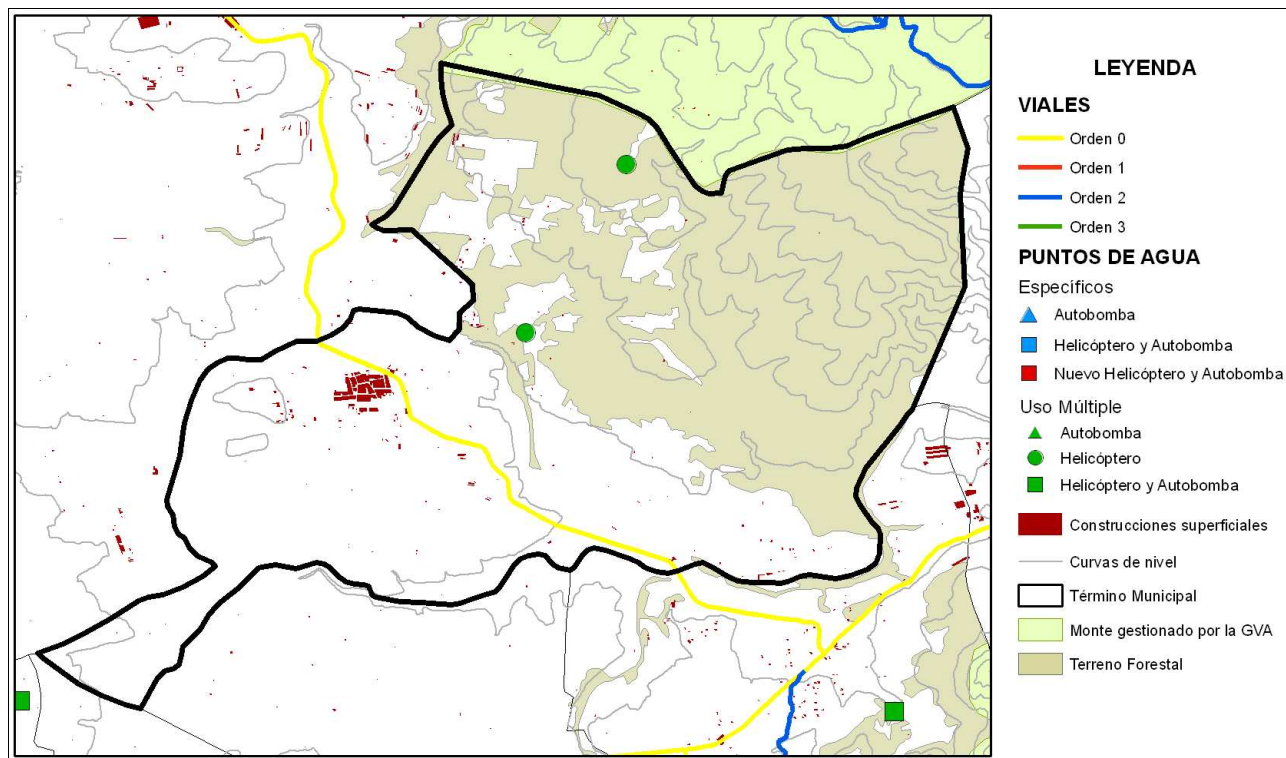 LEYENDA
VIALES
Orden 0
Orden 1
Orden 2
Orden 3
PUNTOS DE AGUA
Específicos
Autobomba
Helicóptero y Autobomba
Nuevo Helicóptero y Autobomba
Uso Múltiple
Autobomba
Helicóptero
Helicóptero y Autobomba
Construcciones superficiales
Curvas de nivel
Término Municipal
Monte gestionado por la GVA
Terreno Forestal